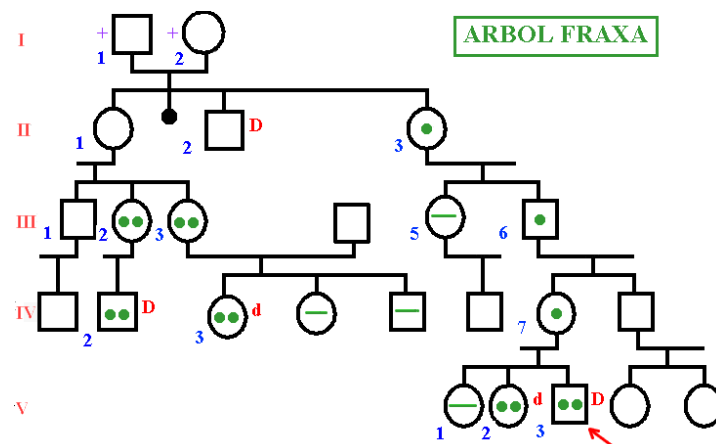 ARBOL FRAXA
I
+ +
1 2
II
D
1 2 3
III
1 2 3 5 6
IV
D d
2 3 7
V
d D
1 2 3